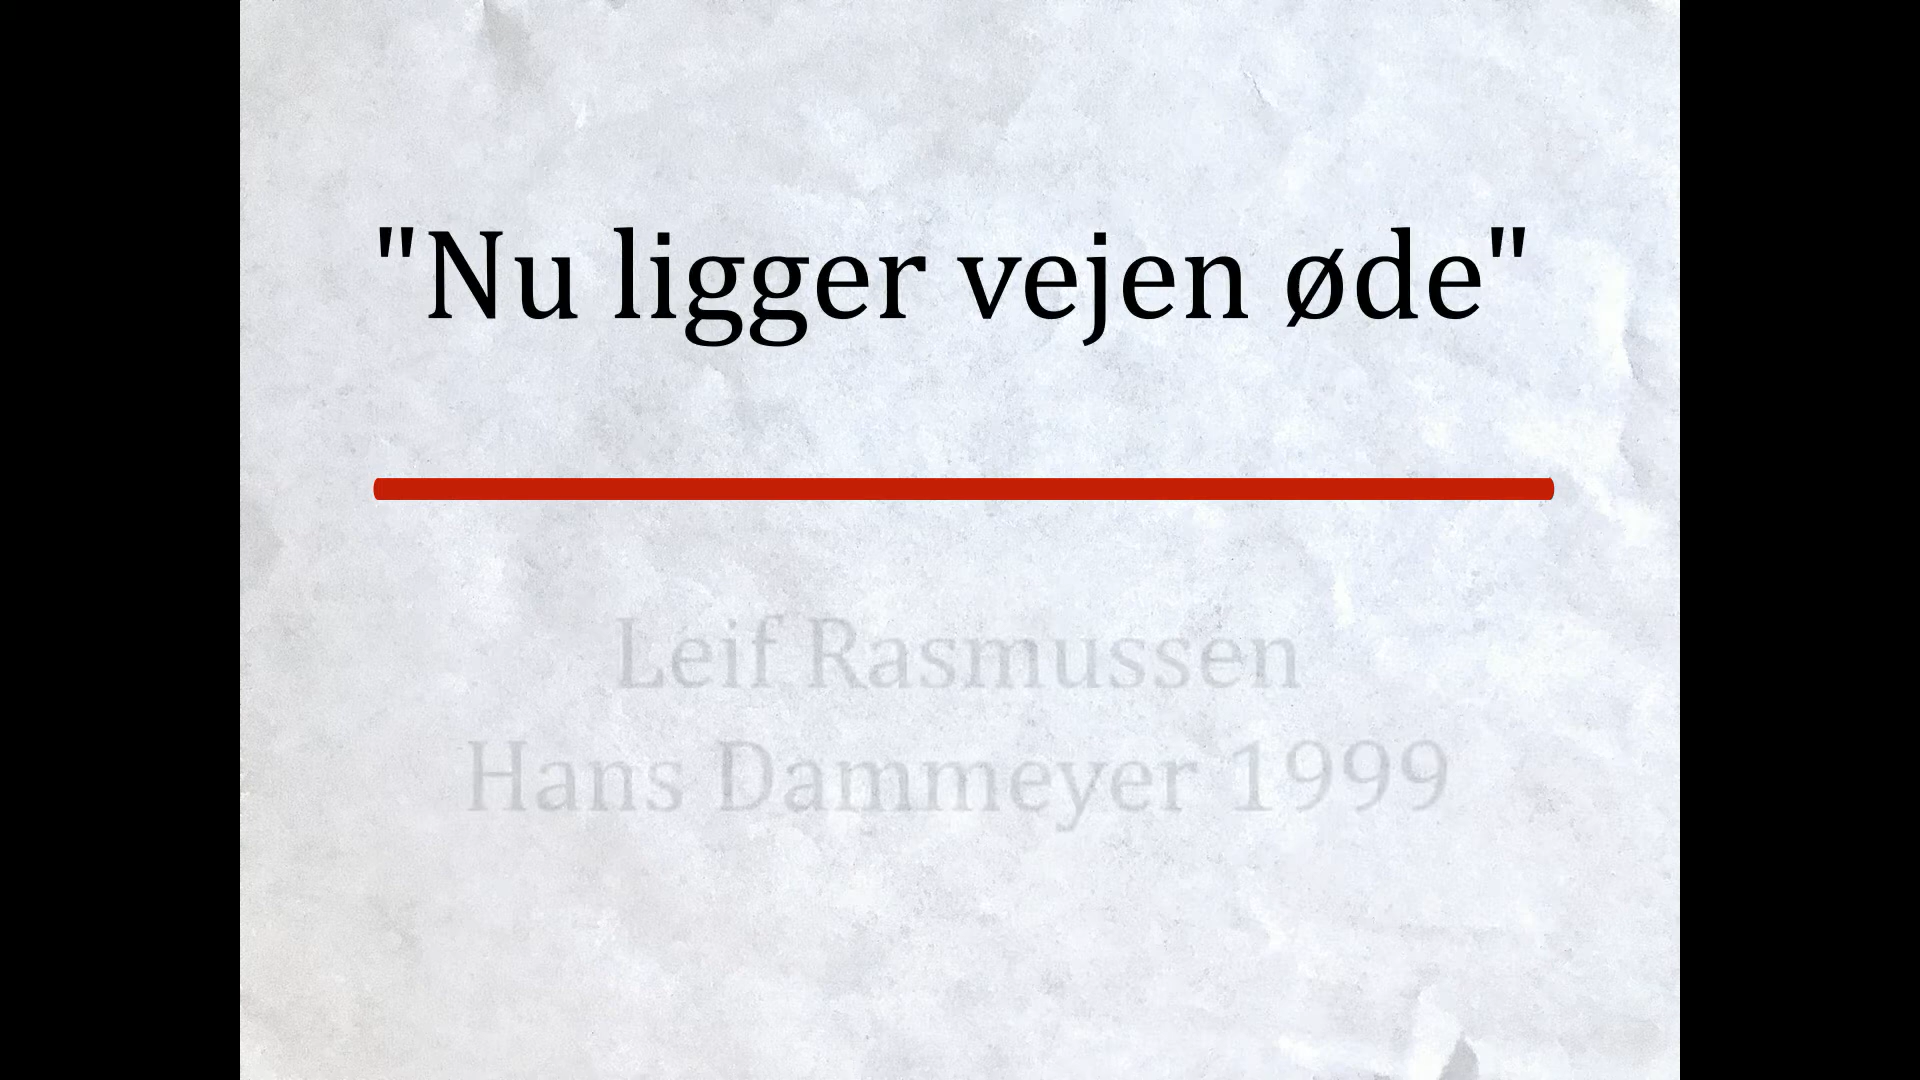 "Nu ligger vejen øde"
Leif Rasmussen
Hans Dammeyer 1999